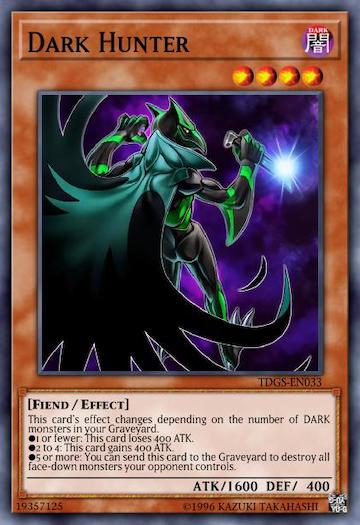 Dark Hunter
DARK
闇
TDGS-EN033
[Fiend / Effect]
This card's effect changes depending on the number of DARK
monsters in your Graveyard.
●1 or fewer: This card loses 400 ATK.
●2 to 4: This card gains 400 ATK.
●5 or more: You can send this card to the Graveyard to destroy all
face-down monsters your opponent controls.
ATK/1600 DEF/ 400
19357125
©1996 KAZUKI TAKAHASHI